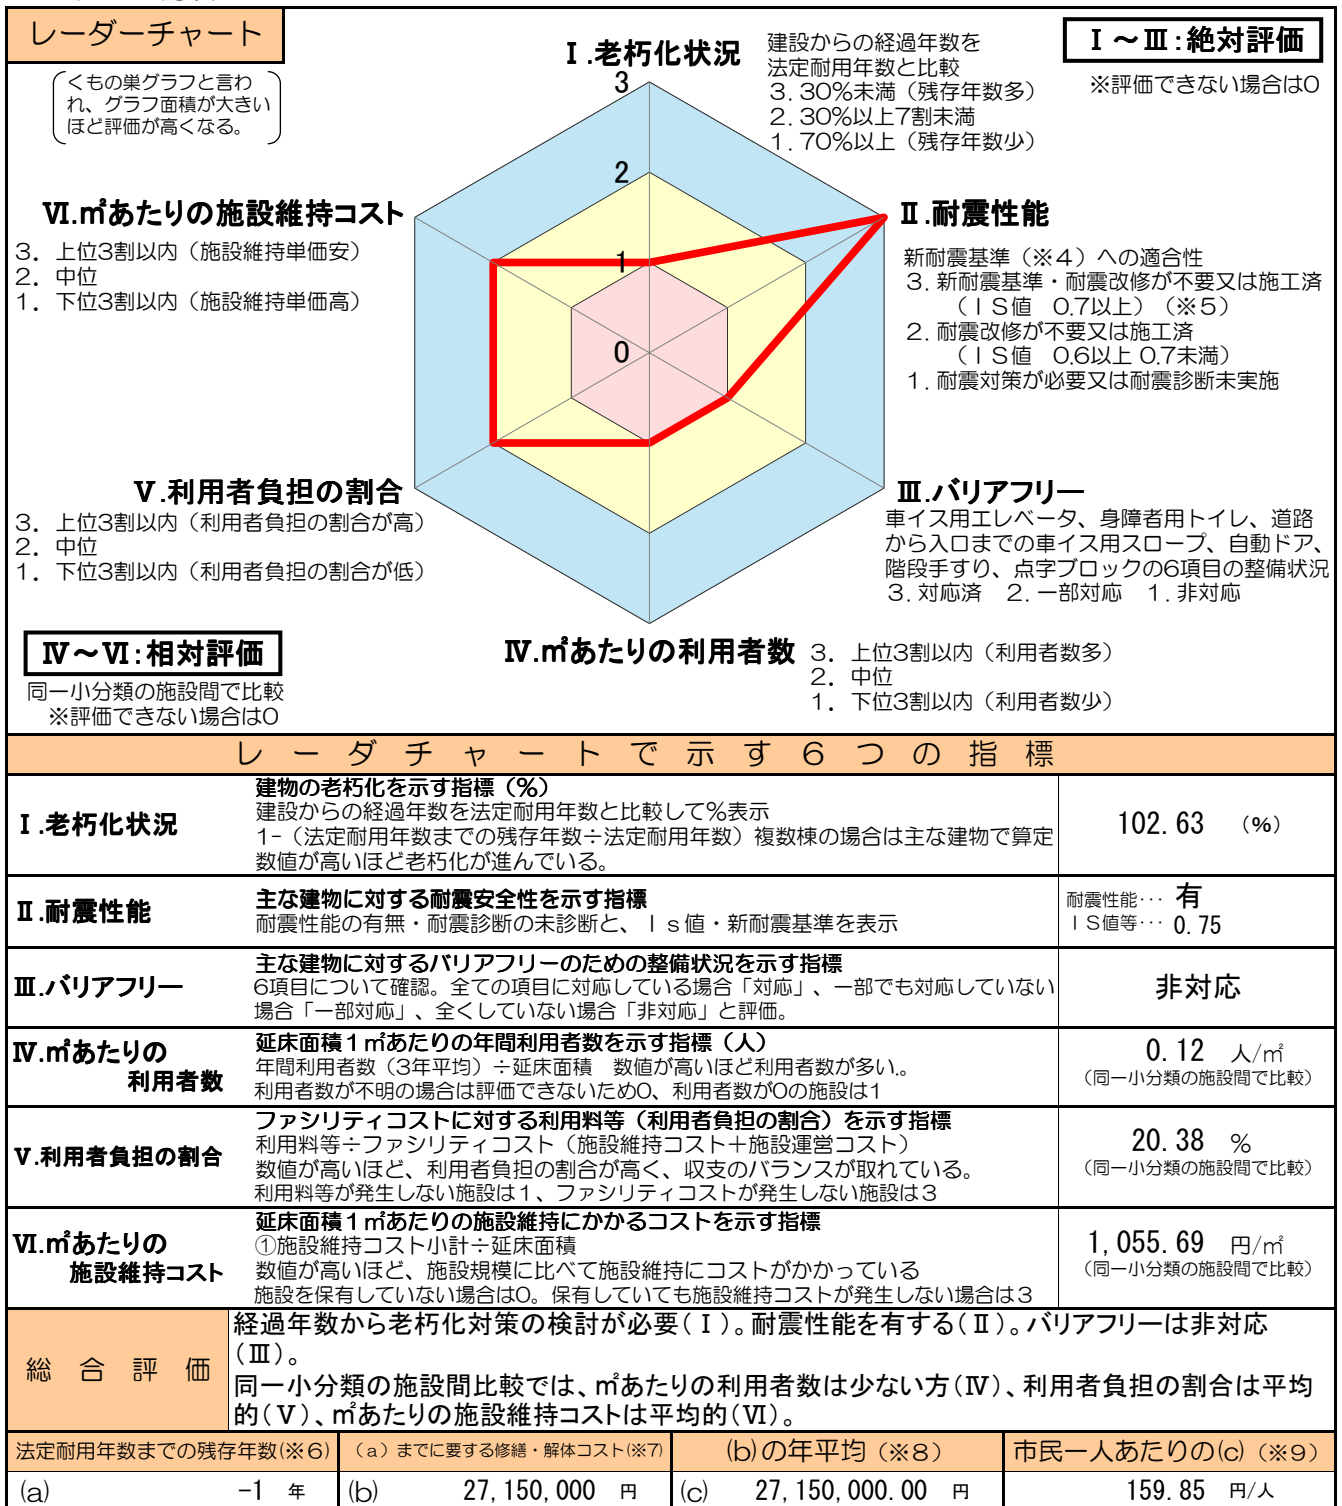 レーダーチャート
くもの巣グラフと言わ
れ、グラフ面積が大きい
ほど評価が高くなる。
Ⅰ.老朽化状況
建設からの経過年数を
法定耐用年数と比較
3. 30%未満（残存年数多）
2. 30%以上7割未満
1. 70%以上（残存年数少）
Ⅰ～Ⅲ:絶対評価
※評価できない場合は0
3
2
1
0
Ⅵ.㎡あたりの施設維持コスト
3. 上位3割以内（施設維持単価安）
2. 中位
1. 下位3割以内（施設維持単価高）
Ⅱ.耐震性能
新耐震基準（※4）への適合性
3. 新耐震基準・耐震改修が不要又は施工済
（ＩＳ値 0.7以上）（※5）
2. 耐震改修が不要又は施工済
（ＩＳ値 0.6以上 0.7未満）
1. 耐震対策が必要又は耐震診断未実施
Ⅴ.利用者負担の割合
3. 上位3割以内（利用者負担の割合が高）
2. 中位
1. 下位3割以内（利用者負担の割合が低）
Ⅲ.バリアフリー
車イス用エレベータ、身障者用トイレ、道路
から入口までの車イス用スロープ、自動ドア、
階段手すり、点字ブロックの6項目の整備状況
3. 対応済 2. 一部対応 1. 非対応
Ⅳ～Ⅵ:相対評価
同一小分類の施設間で比較
※評価できない場合は0
Ⅳ.㎡あたりの利用者数
3. 上位3割以内（利用者数多）
2. 中位
1. 下位3割以内（利用者数少）
レーダチャートで示す６つの指標
Ⅰ.老朽化状況
建物の老朽化を示す指標（%）
建設からの経過年数を法定耐用年数と比較して%表示
1-（法定耐用年数までの残存年数÷法定耐用年数）複数棟の場合は主な建物で算定
数値が高いほど老朽化が進んでいる。
102.63 （%）
Ⅱ.耐震性能
主な建物に対する耐震安全性を示す指標
耐震性能の有無・耐震診断の未診断と、Ｉｓ値・新耐震基準を表示
耐震性能… 有
ＩＳ値等… 0.75
Ⅲ.バリアフリー
主な建物に対するバリアフリーのための整備状況を示す指標
6項目について確認。全ての項目に対応している場合「対応」、一部でも対応していない
場合「一部対応」、全くしていない場合「非対応」と評価。
非対応
Ⅳ.㎡あたりの
利用者数
延床面積１㎡あたりの年間利用者数を示す指標（人）
年間利用者数（3年平均）÷延床面積 数値が高いほど利用者数が多い。
利用者数が不明の場合は評価できないため0、利用者数が0の施設は1
0.12 人/㎡
（同一小分類の施設間で比較）
Ⅴ.利用者負担の割合
ファシリティコストに対する利用料等（利用者負担の割合）を示す指標
利用料等÷ファシリティコスト（施設維持コスト＋施設運営コスト）
数値が高いほど、利用者負担の割合が高く、収支のバランスが取れている。
利用料等が発生しない施設は１、ファシリティコストが発生しない施設は３
20.38 %
（同一小分類の施設間で比較）
Ⅵ.㎡あたりの
施設維持コスト
延床面積１㎡あたりの施設維持にかかるコストを示す指標
①施設維持コスト小計÷延床面積
数値が高いほど、施設規模に比べて施設維持にコストがかかっている
施設を保有していない場合は0。保有していても施設維持コストが発生しない場合は３
1,055.69 円/㎡
（同一小分類の施設間で比較）
総合評価
経過年数から老朽化対策の検討が必要(Ⅰ)。耐震性能を有する(Ⅱ)。バリアフリーは非対応
(Ⅲ)。
同一小分類の施設間比較では、㎡あたりの利用者数は少ない方(Ⅳ)、利用者負担の割合は平均
的(Ⅴ)、㎡あたりの施設維持コストは平均的(Ⅵ)。
法定耐用年数までの残存年数(※6)
（a）までに要する修繕・解体コスト(※7)
(b)の年平均（※8）
市民一人あたりの(c)（※9）
(a) -1 年
(b) 27,150,000 円
(c) 27,150,000.00 円
159.85 円/人